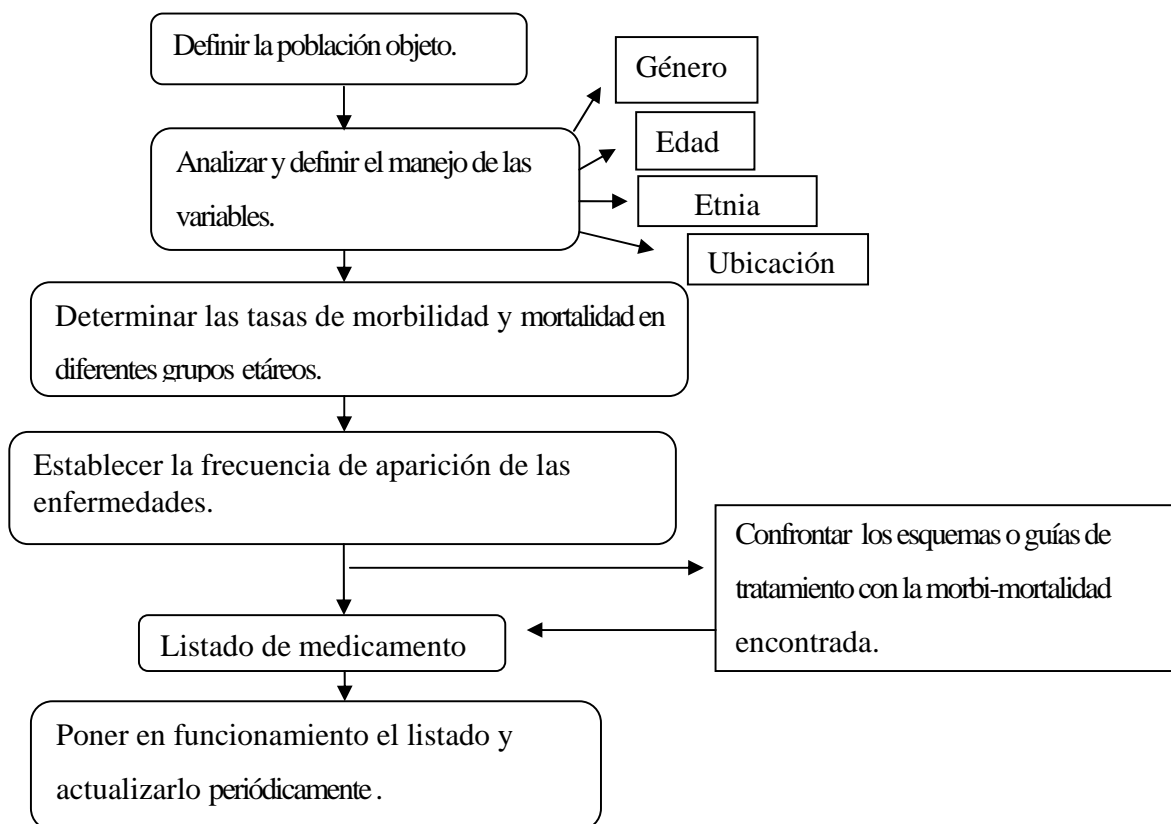 Definir la población objeto.
Género
Edad
Analizar y definir el manejo de las
variables.
Etnia
Ubicación
Determinar las tasas de morbilidad y mortalidad en
diferentes grupos etáreos.
Establecer la frecuencia de aparición de las
enfermedades.
Confrontar los esquemas o guías de
tratamiento con la morbi-mortalidad
encontrada.
Listado de medicamento
Poner en funcionamiento el listado y
actualizarlo periódicamente .